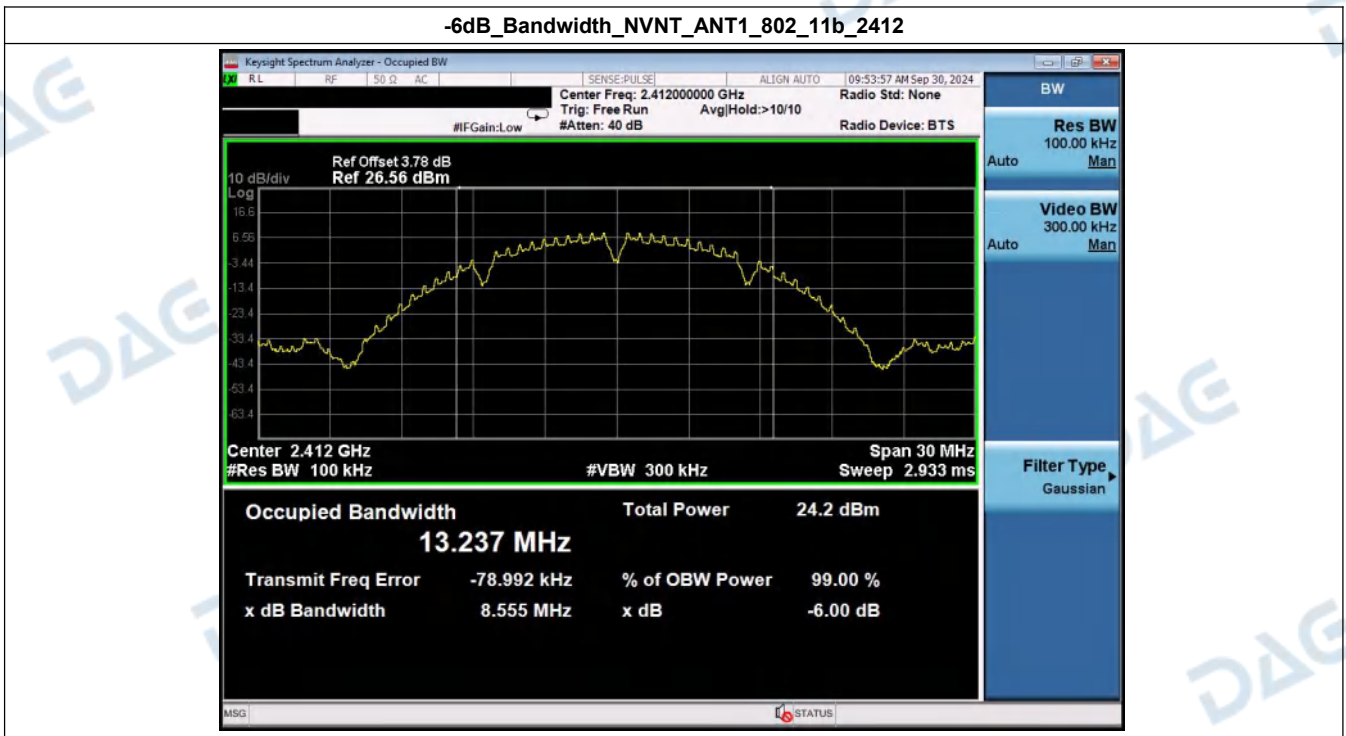 -6dB_Bandwidth_NVNT_ANT1_802_11b_2412
Keysight Spectrum Analyzer - Occupied BW
RL RF 50 Ω AC SENSE:PULSE ALIGN AUTO 09:53:57 AM Sep 30, 2024
Center Freq: 2.412000000 GHz Radio Std: None
Trig: Free Run Avg|Hold:>10/10
#IFGain:Low #Atten: 40 dB Radio Device: BTS
BW
Res BW
100.00 kHz
Auto Man
Video BW
300.00 kHz
Auto Man
Filter Type
Gaussian
Ref Offset 3.78 dB
10 dB/div Ref 26.56 dBm
Log
16.6
6.56
-3.44
-13.4
-23.4
-33.4
-43.4
-53.4
-63.4
Center 2.412 GHz Span 30 MHz
#Res BW 100 kHz #VBW 300 kHz Sweep 2.933 ms
Occupied Bandwidth Total Power 24.2 dBm
13.237 MHz
Transmit Freq Error -78.992 kHz % of OBW Power 99.00 %
x dB Bandwidth 8.555 MHz x dB -6.00 dB
MSG STATUS
DAG
DAG
DAG